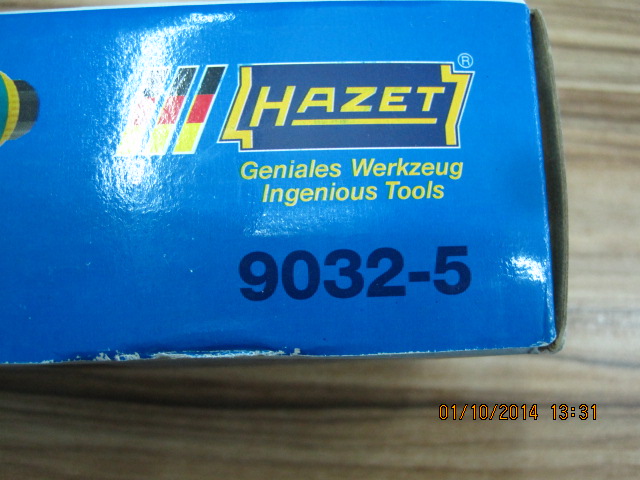 HAZET®
Geniales Werkzeug
Ingenious Tools
9032-5
01/10/2014 13:31